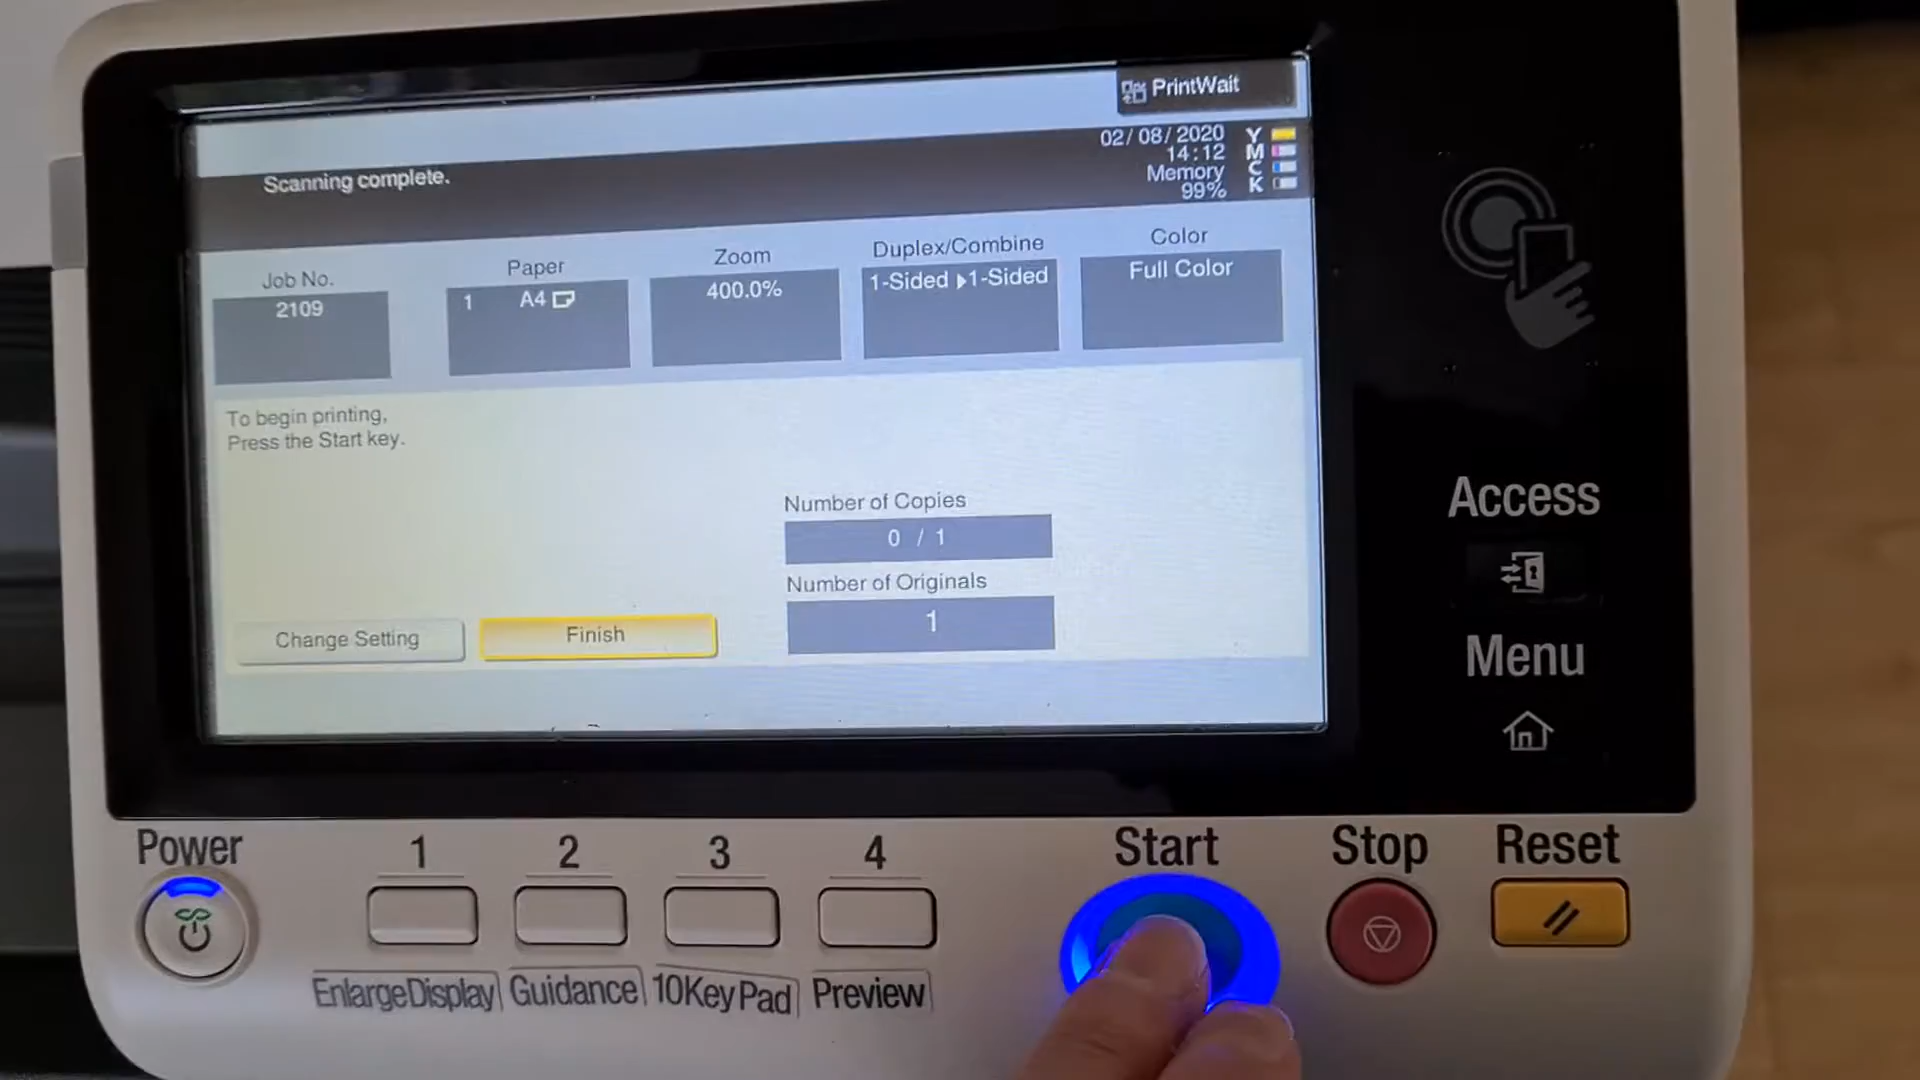 PrintWait
02/08/2020 Y
14:12 M
Memory C
99% K
Scanning complete.
Job No. Paper Zoom Duplex/Combine Color
2109 1 A4 400.0% 1-Sided ▶1-Sided Full Color
To begin printing,
Press the Start key.
Number of Copies
0 / 1
Number of Originals
1
Change Setting Finish
Access
Menu
Power 1 2 3 4 Start Stop Reset
EnlargeDisplay Guidance 10KeyPad Preview